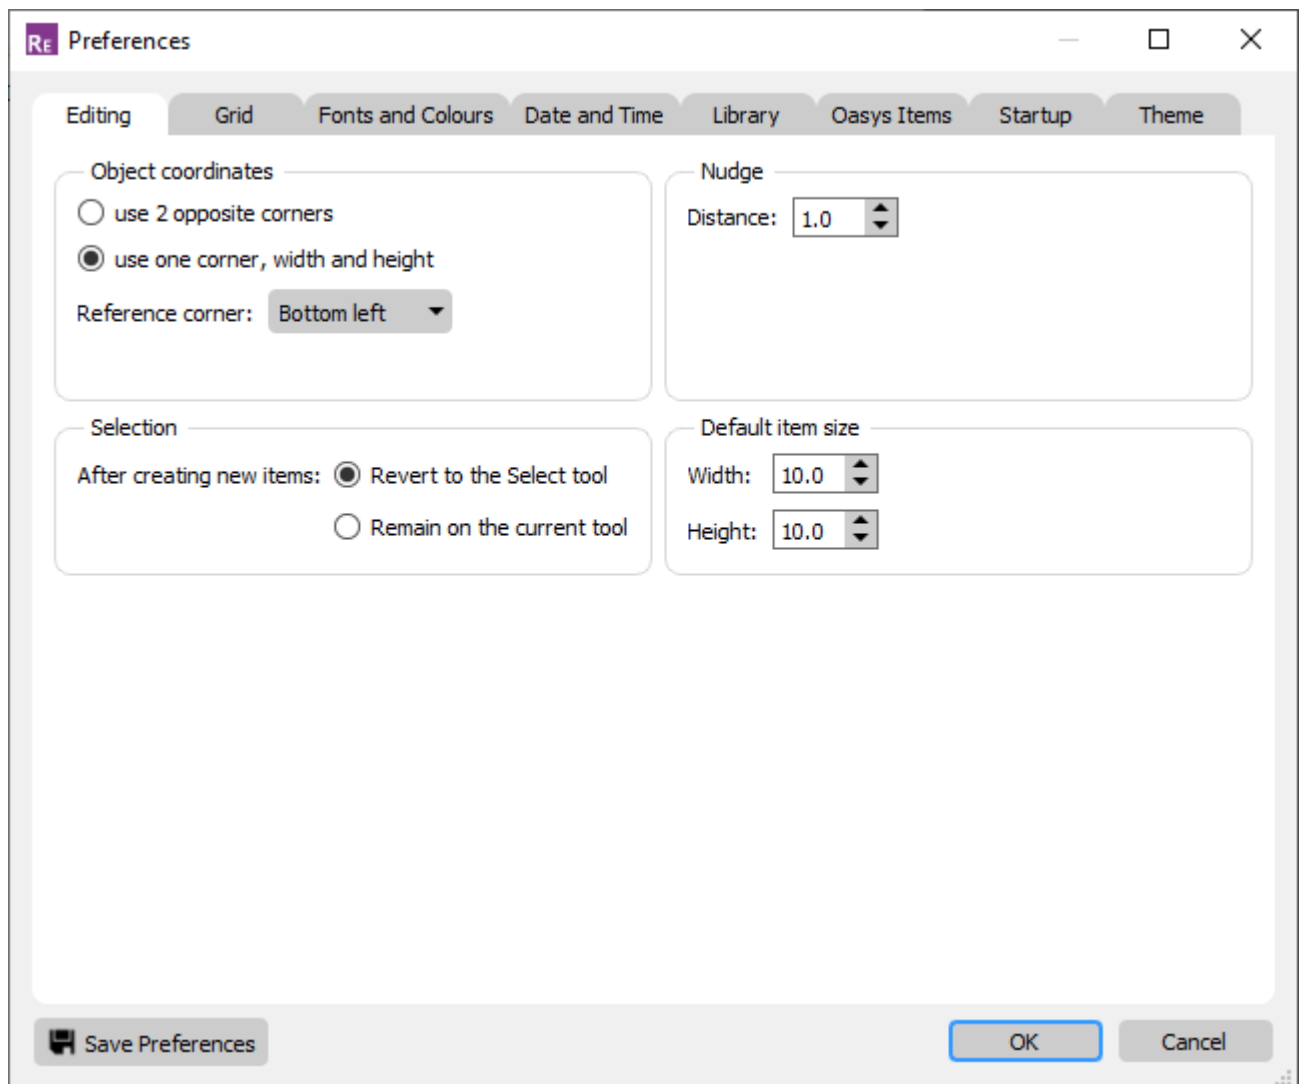 RE Preferences
Editing Grid Fonts and Colours Date and Time Library Oasys Items Startup Theme
Object coordinates
use 2 opposite corners
use one corner, width and height
Reference corner: Bottom left
Nudge
Distance: 1.0
Selection
After creating new items: Revert to the Select tool
Remain on the current tool
Default item size
Width: 10.0
Height: 10.0
Save Preferences OK Cancel